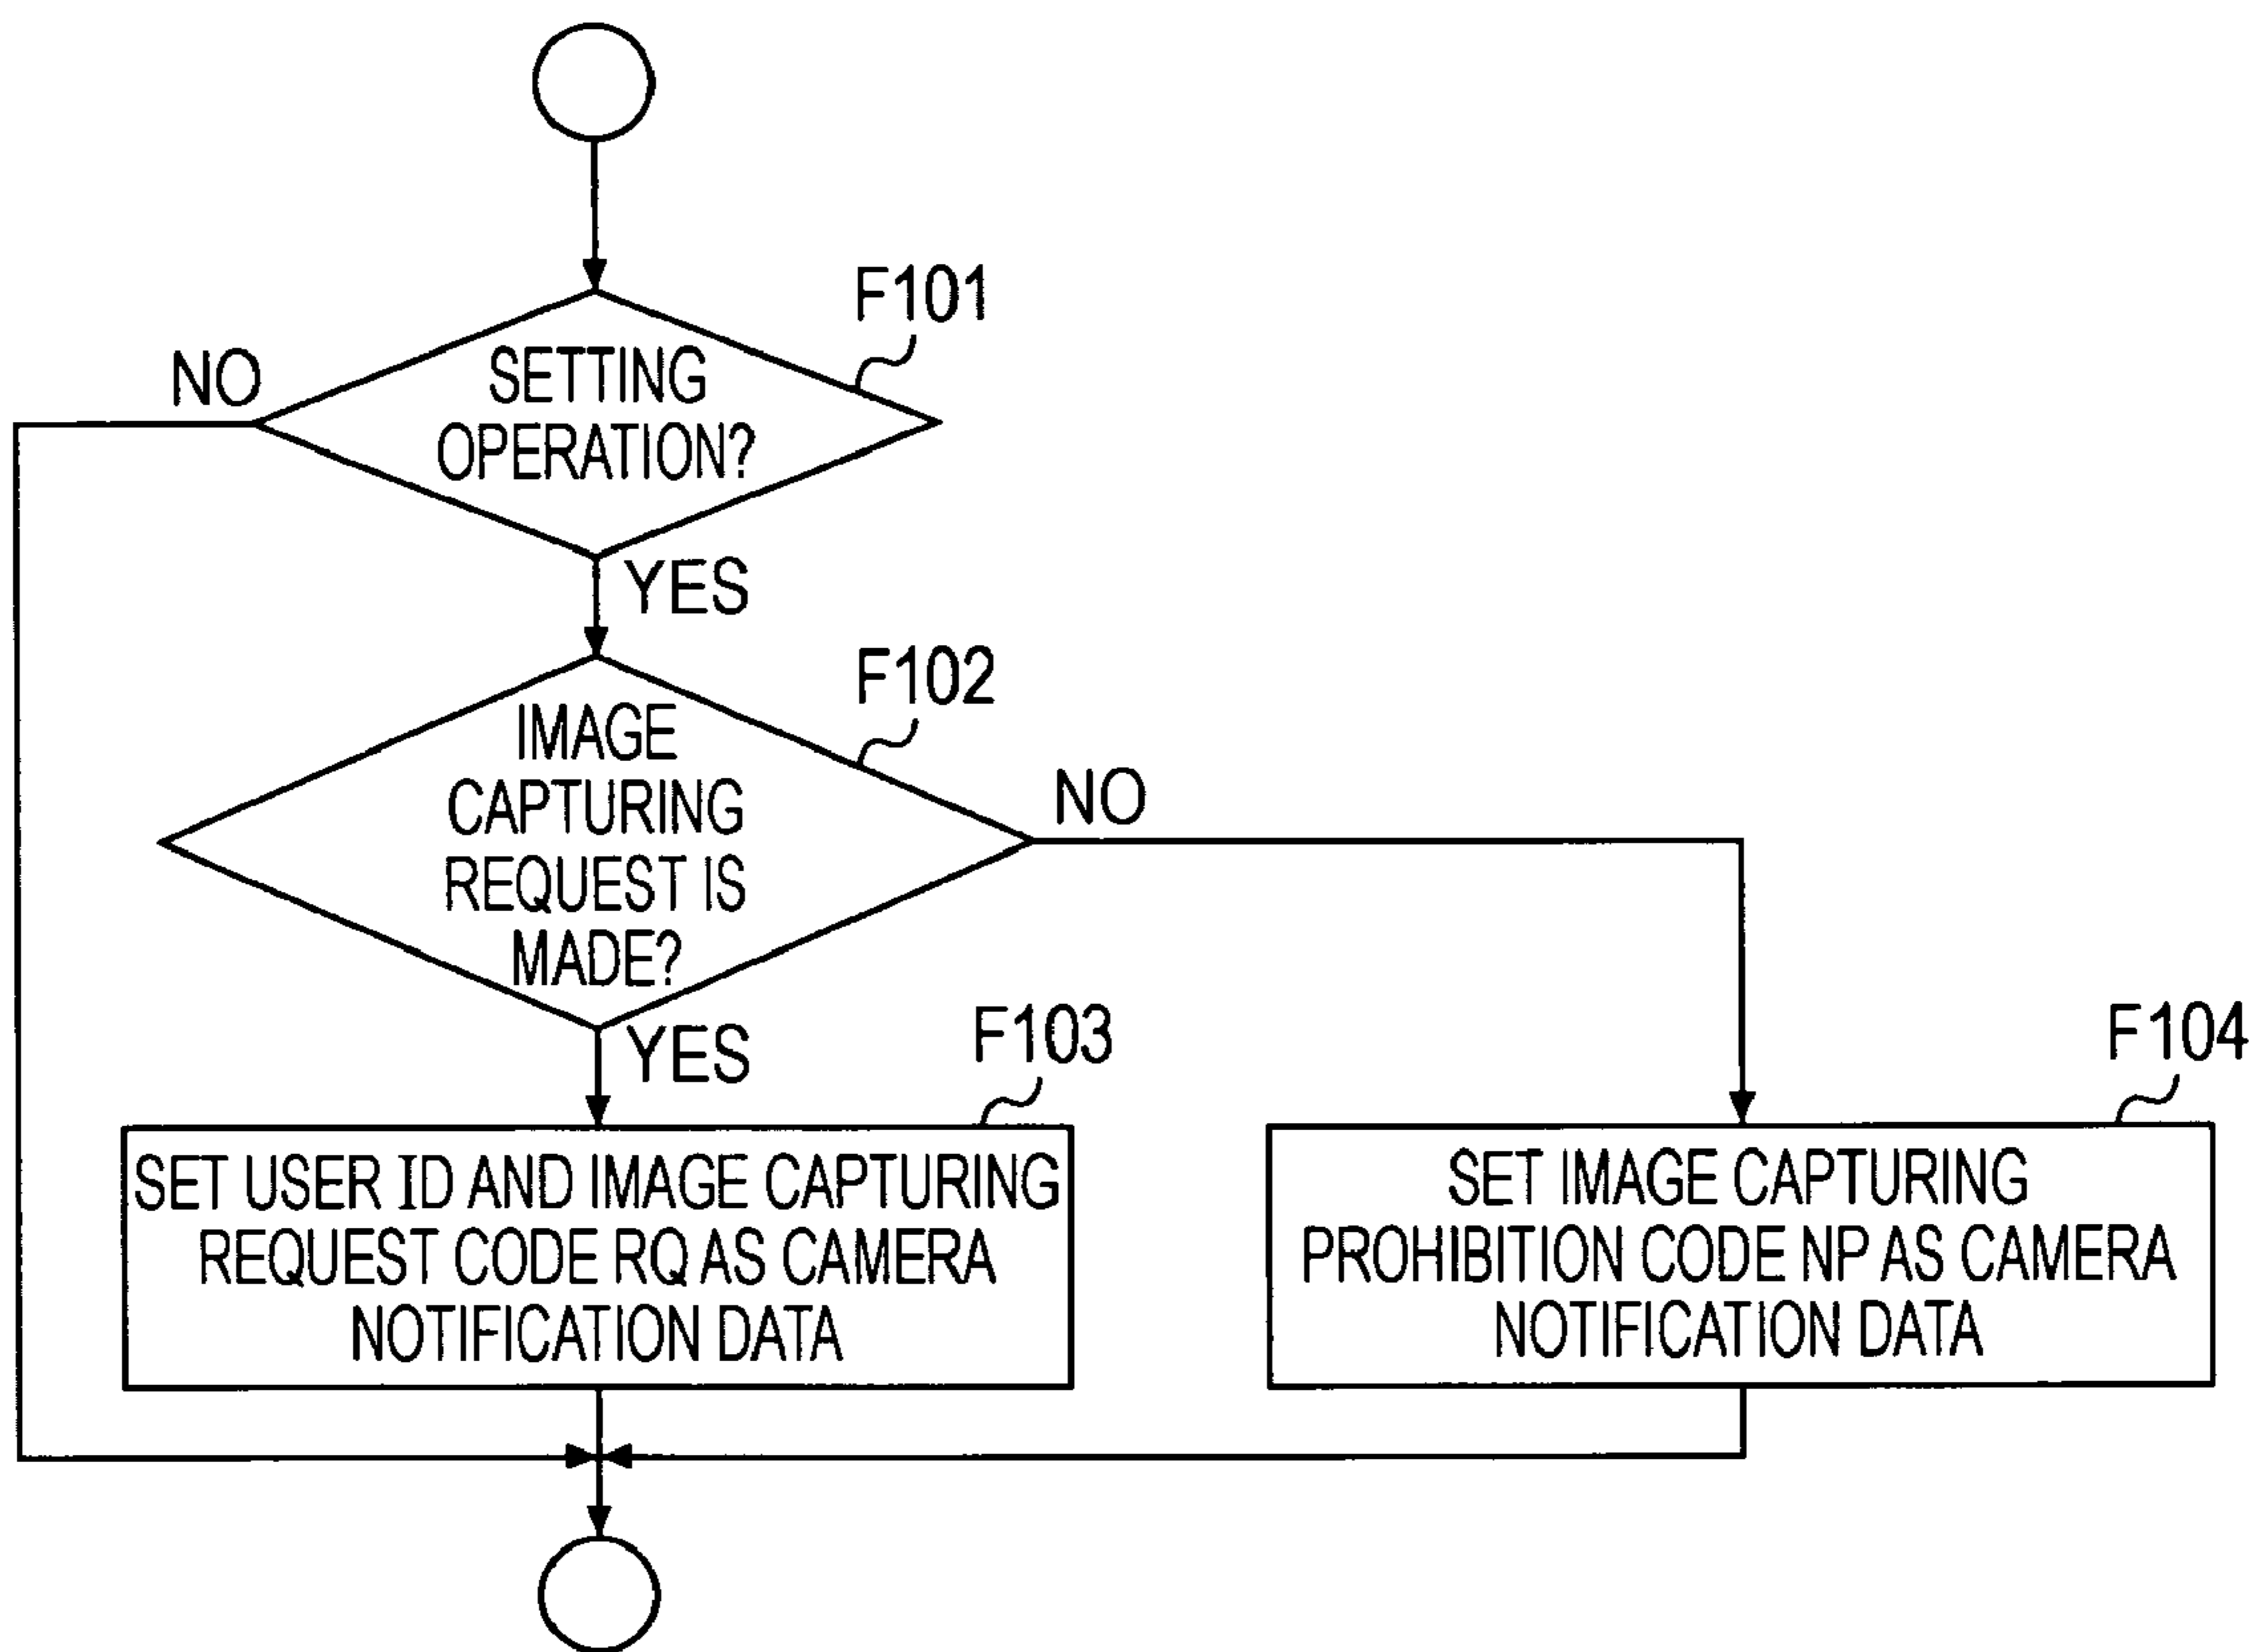 F101
NO
SETTING
OPERATION?
YES
F102
IMAGE
CAPTURING
REQUEST IS
MADE?
NO
YES
F103
SET USER ID AND IMAGE CAPTURING
REQUEST CODE RQ AS CAMERA
NOTIFICATION DATA
F104
SET IMAGE CAPTURING
PROHIBITION CODE NP AS CAMERA
NOTIFICATION DATA